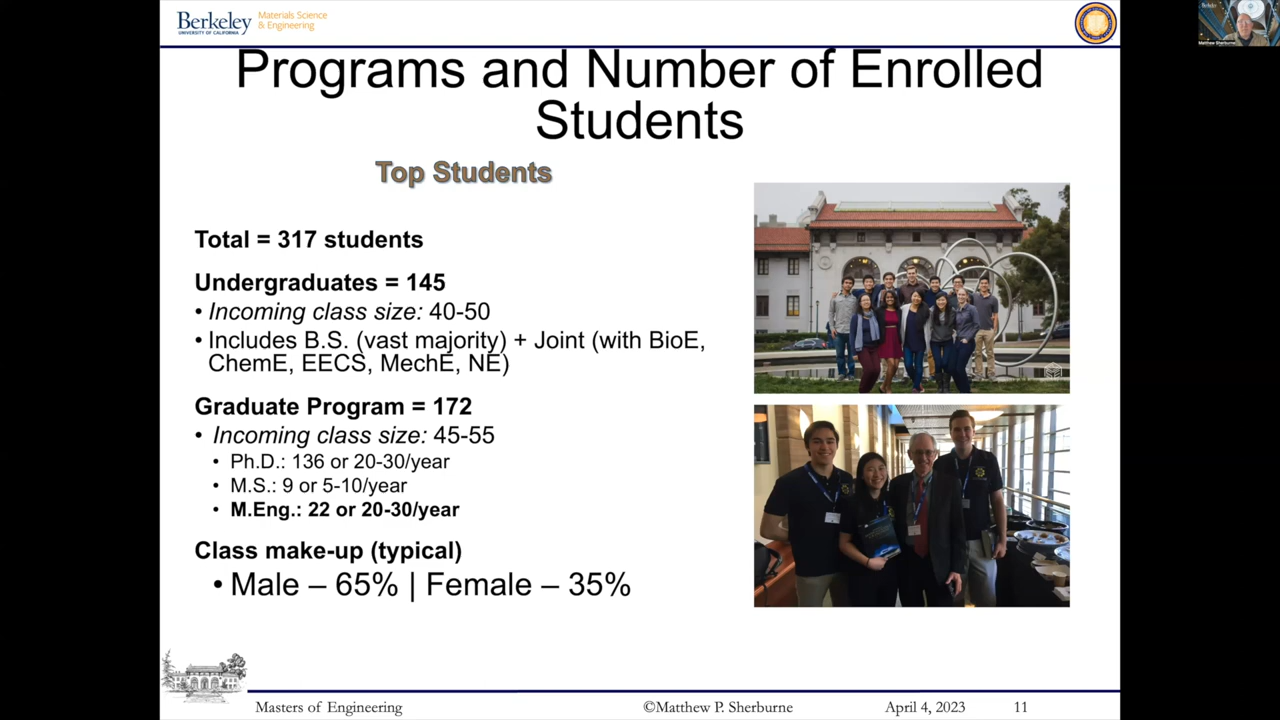 Berkeley
UNIVERSITY OF CALIFORNIA
Materials Science
& Engineering
Matthew Sherburne
Programs and Number of Enrolled
Students
Top Students
Total = 317 students
Undergraduates = 145
• Incoming class size: 40-50
• Includes B.S. (vast majority) + Joint (with BioE,
ChemE, EECS, MechE, NE)
Graduate Program = 172
• Incoming class size: 45-55
• Ph.D.: 136 or 20-30/year
• M.S.: 9 or 5-10/year
• M.Eng.: 22 or 20-30/year
Class make-up (typical)
• Male – 65% | Female – 35%
Masters of Engineering
©Matthew P. Sherburne
April 4, 2023
11